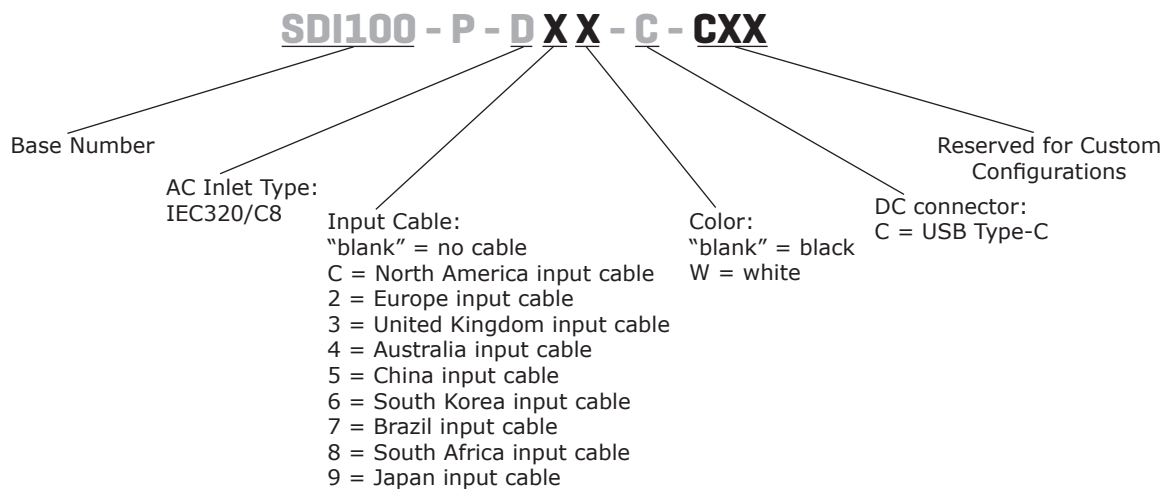 SDI100 - P - D X X - C - CXX
Base Number
AC Inlet Type:
IEC320/C8
Input Cable:
“blank” = no cable
C = North America input cable
2 = Europe input cable
3 = United Kingdom input cable
4 = Australia input cable
5 = China input cable
6 = South Korea input cable
7 = Brazil input cable
8 = South Africa input cable
9 = Japan input cable
Color:
“blank” = black
W = white
DC connector:
C = USB Type-C
Reserved for Custom
Configurations